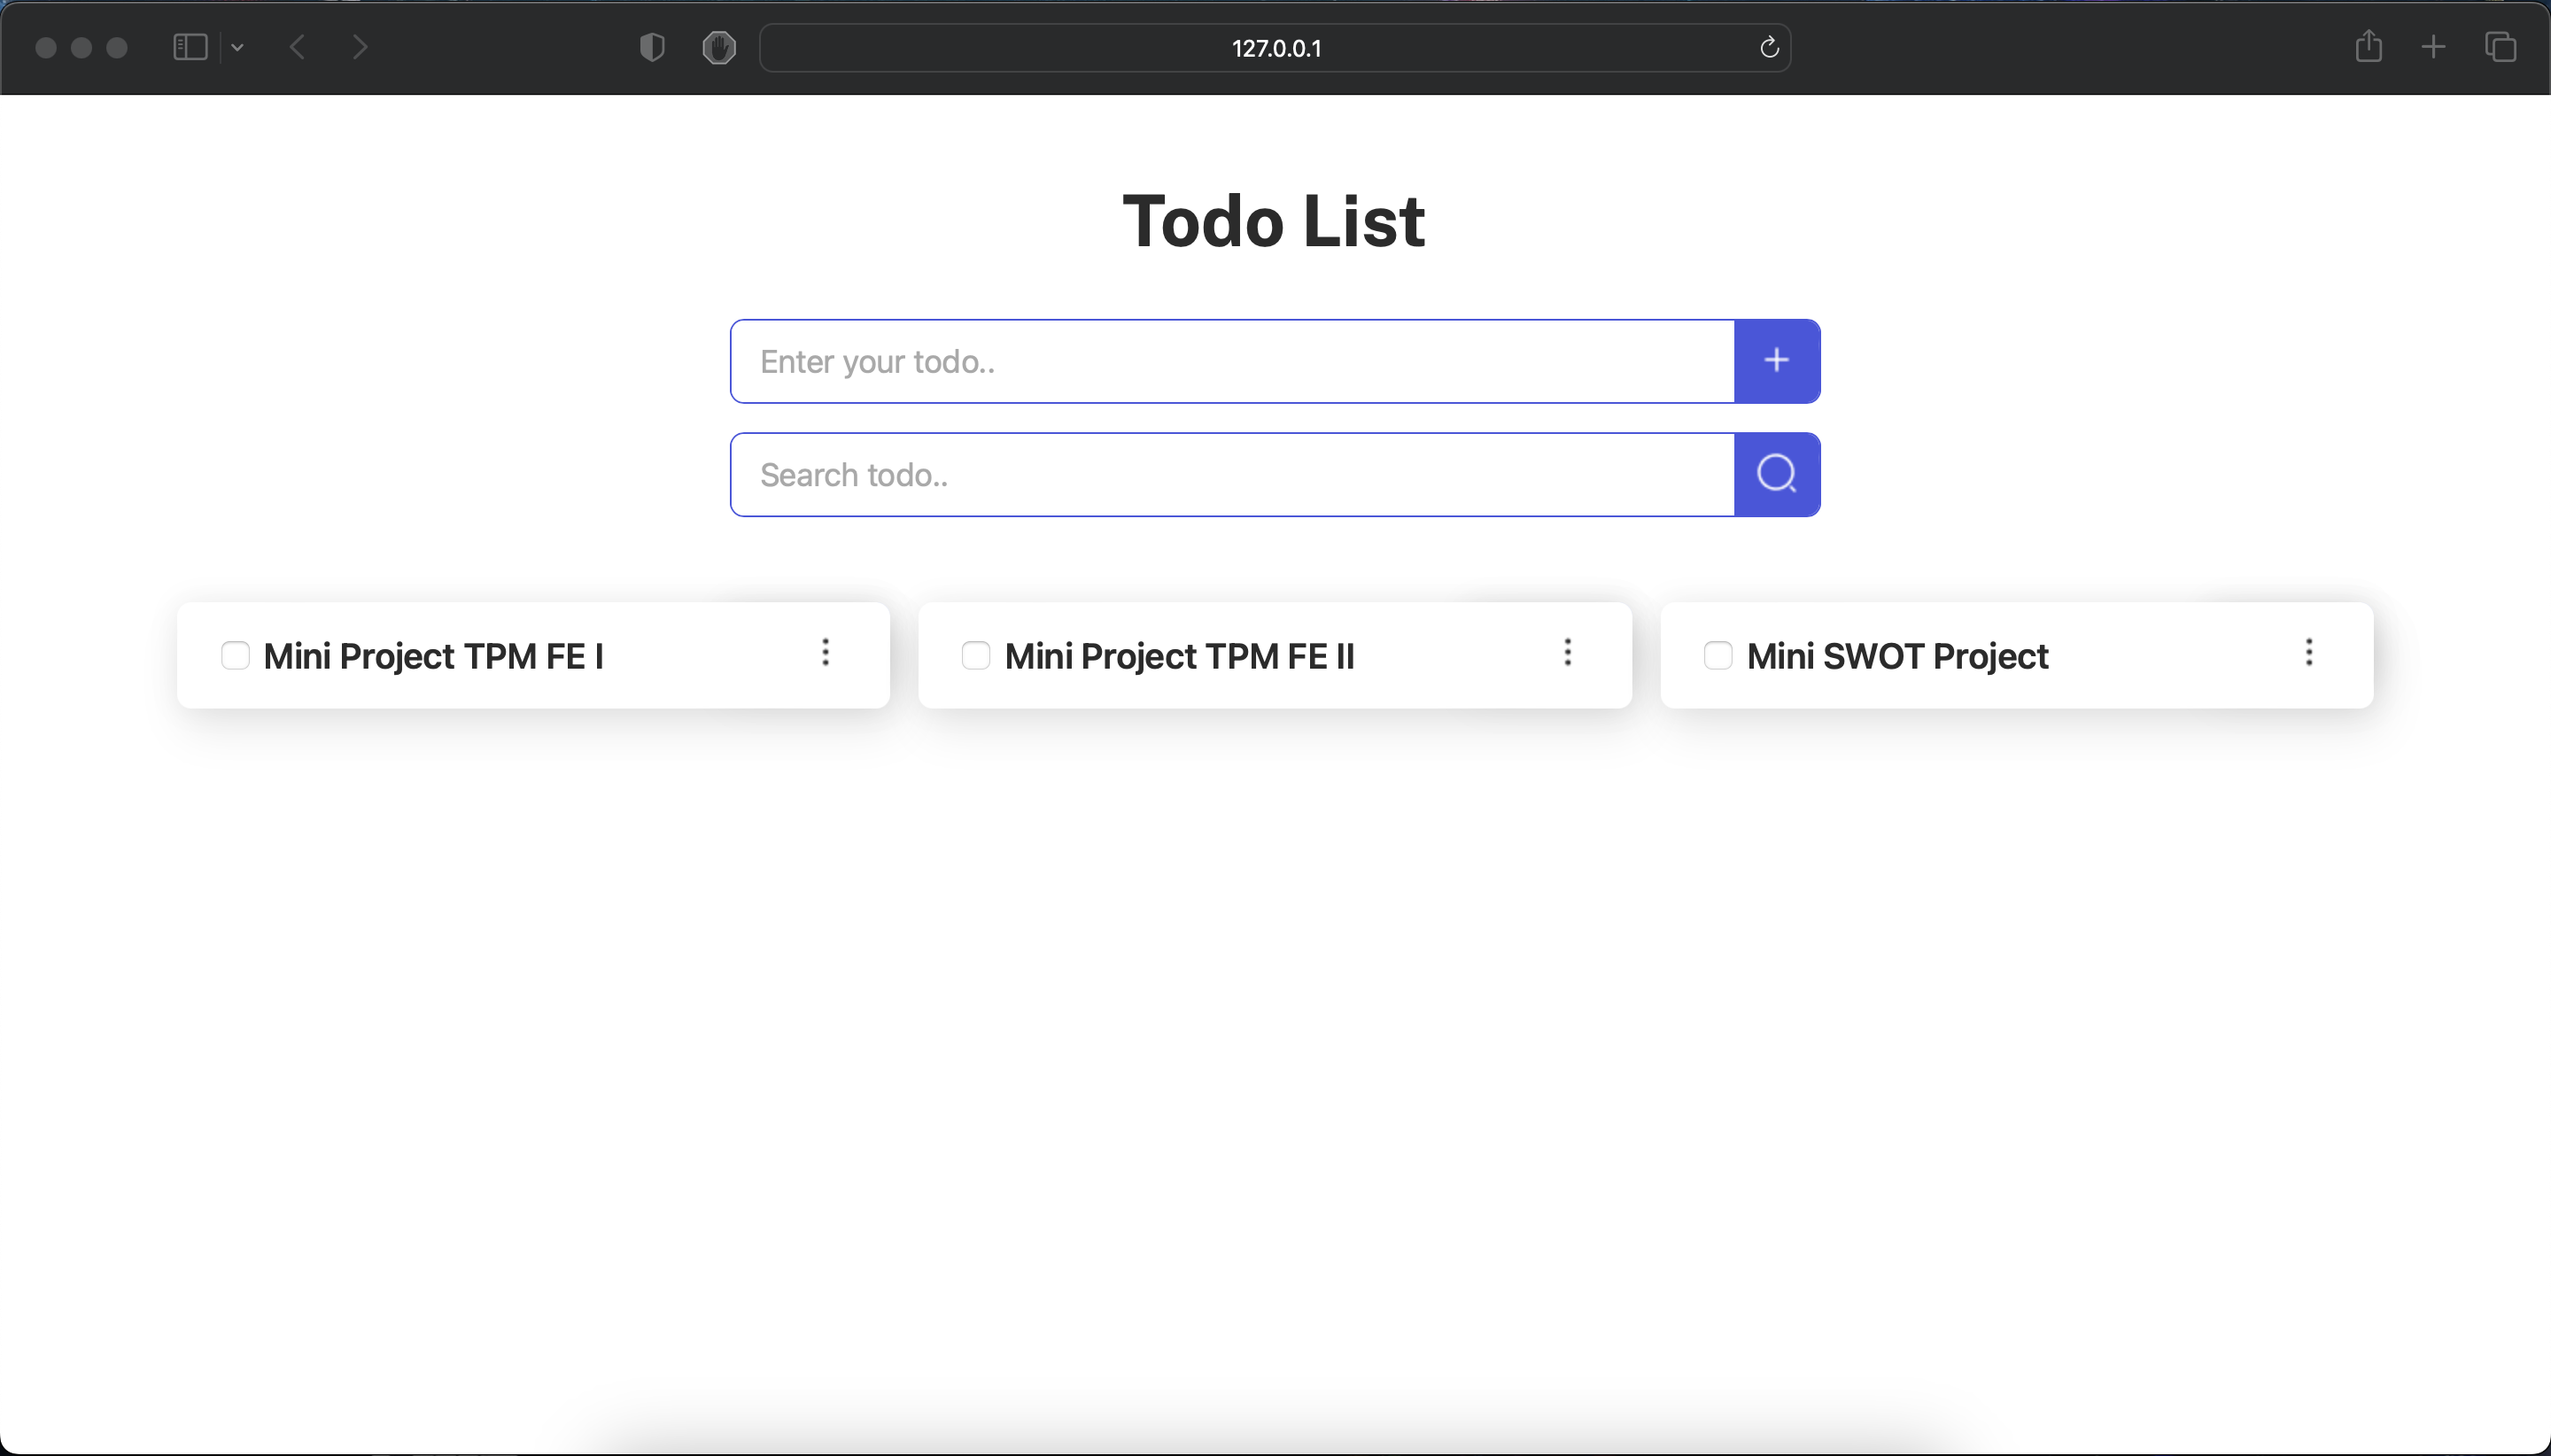 127.0.0.1
Todo List
Enter your todo..
Search todo..
Mini Project TPM FE I
Mini Project TPM FE II
Mini SWOT Project